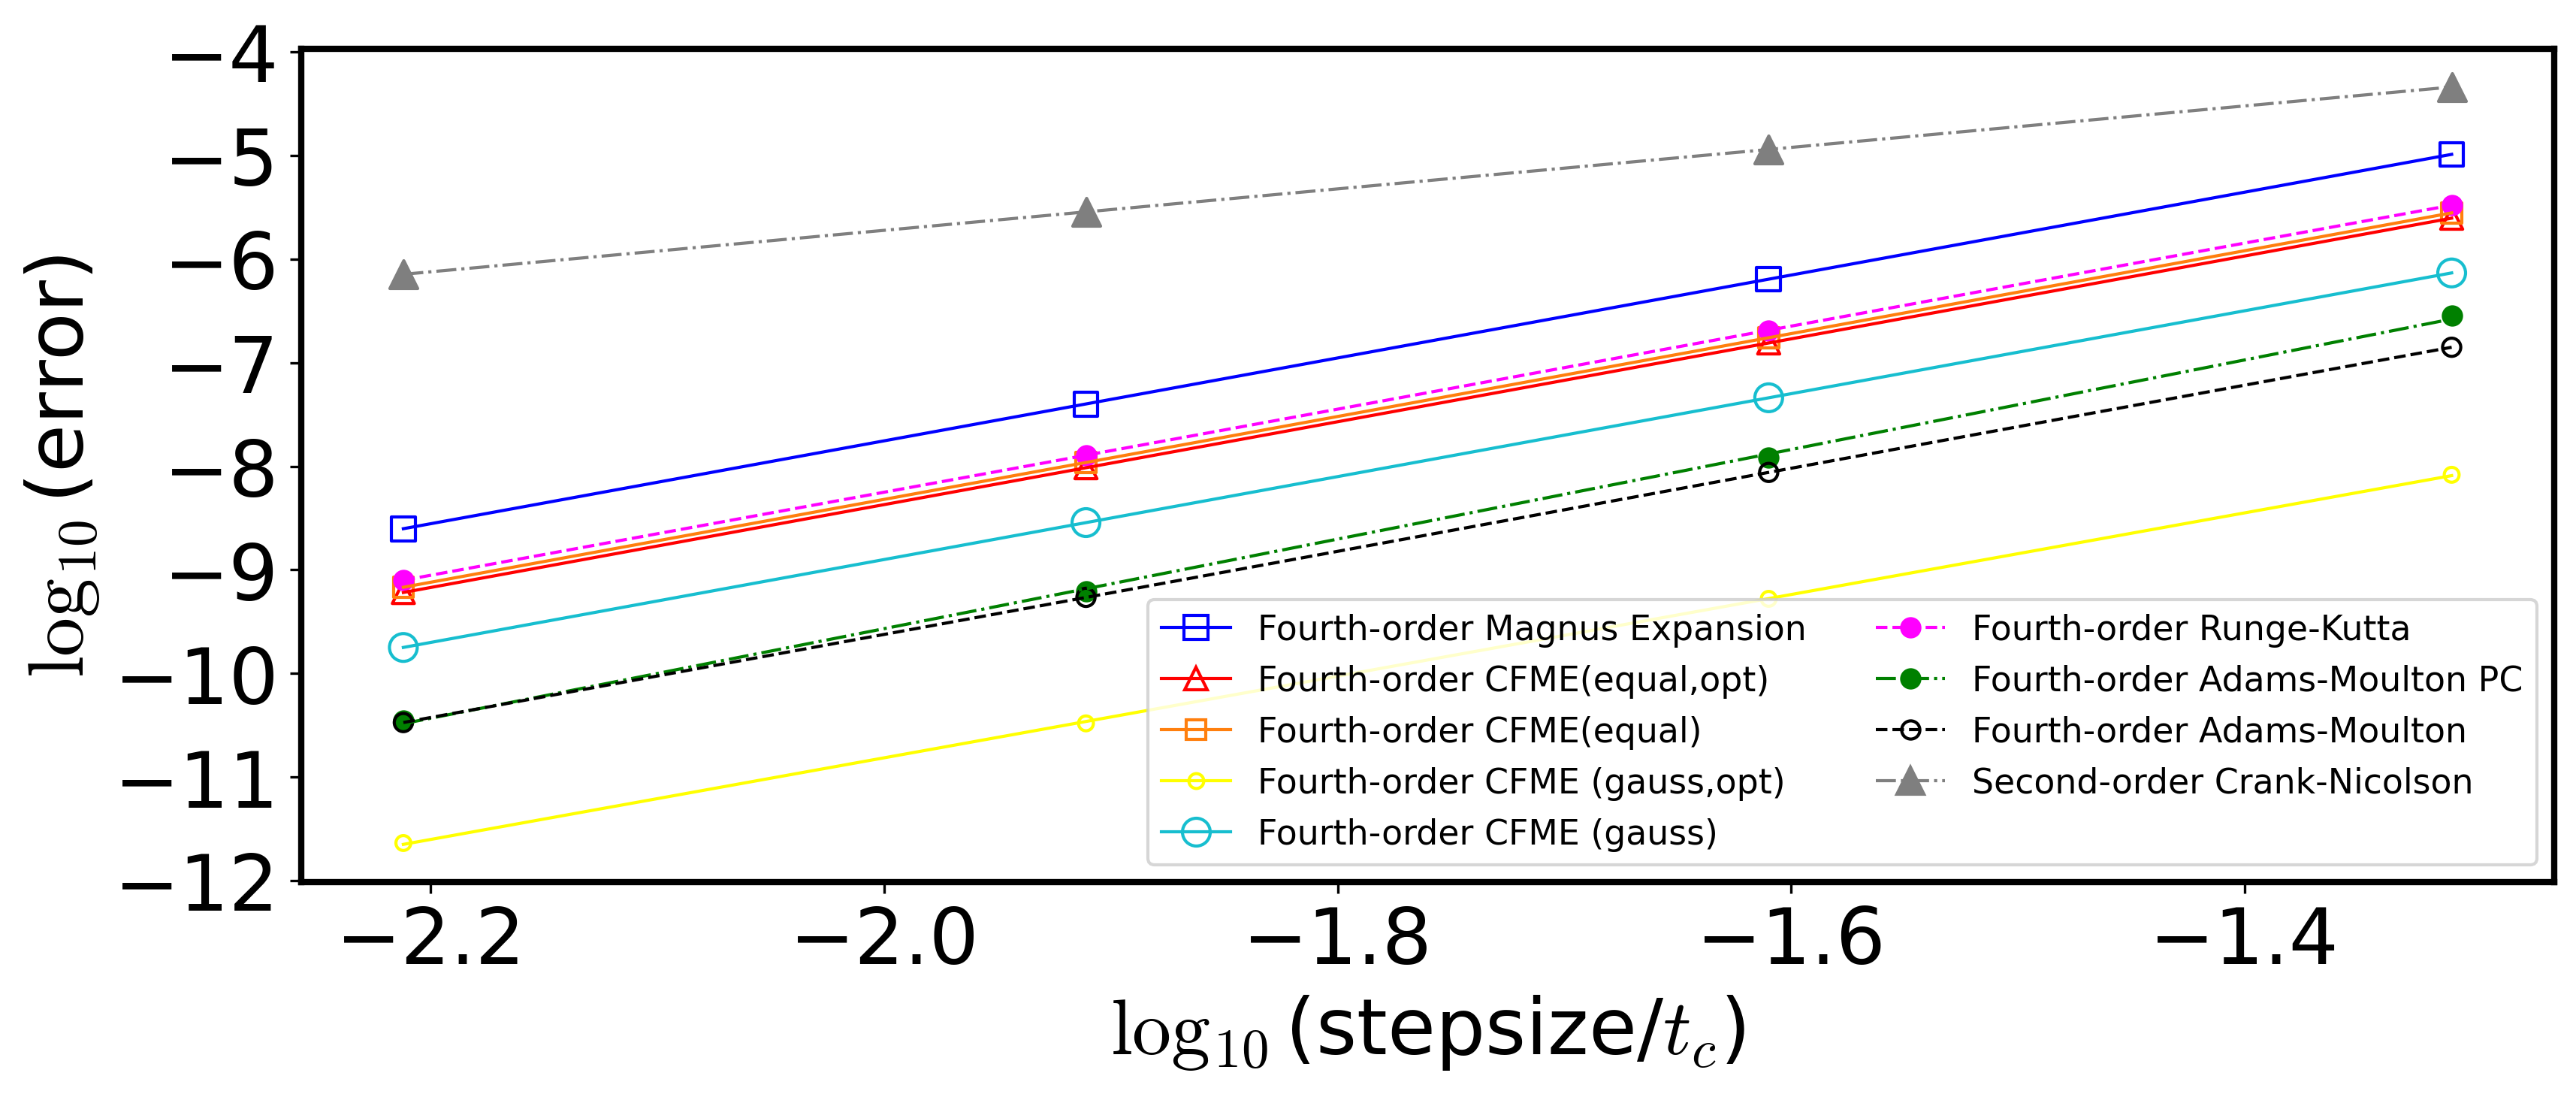 −4
−5
−6
−7
−8
−9
−10
−11
−12
log₁₀ (error)
Fourth-order Magnus Expansion
Fourth-order CFME(equal,opt)
Fourth-order CFME(equal)
Fourth-order CFME (gauss,opt)
Fourth-order CFME (gauss)
Fourth-order Runge-Kutta
Fourth-order Adams-Moulton PC
Fourth-order Adams-Moulton
Second-order Crank-Nicolson
−2.2 −2.0 −1.8 −1.6 −1.4
log₁₀ (stepsize/t_c)